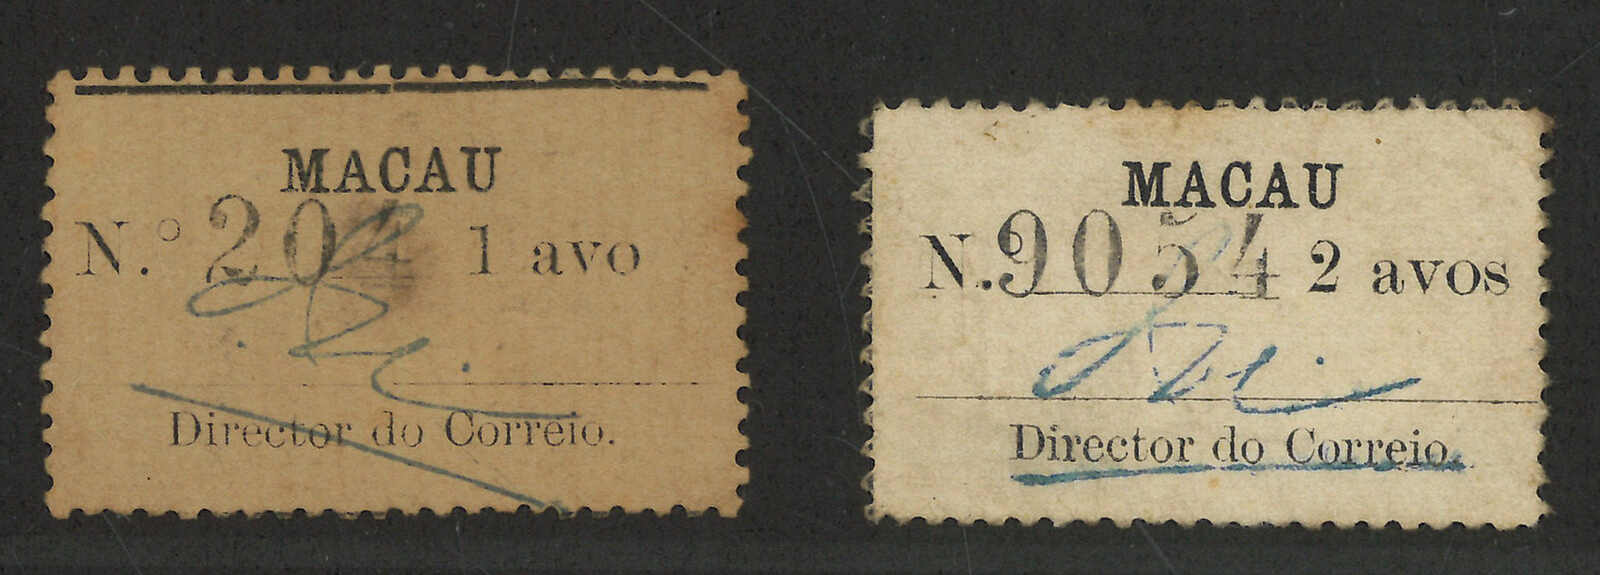 MACAU
N.º 204 1 avo
Director do Correio.
MACAU
N. 9054 2 avos
Director do Correio.